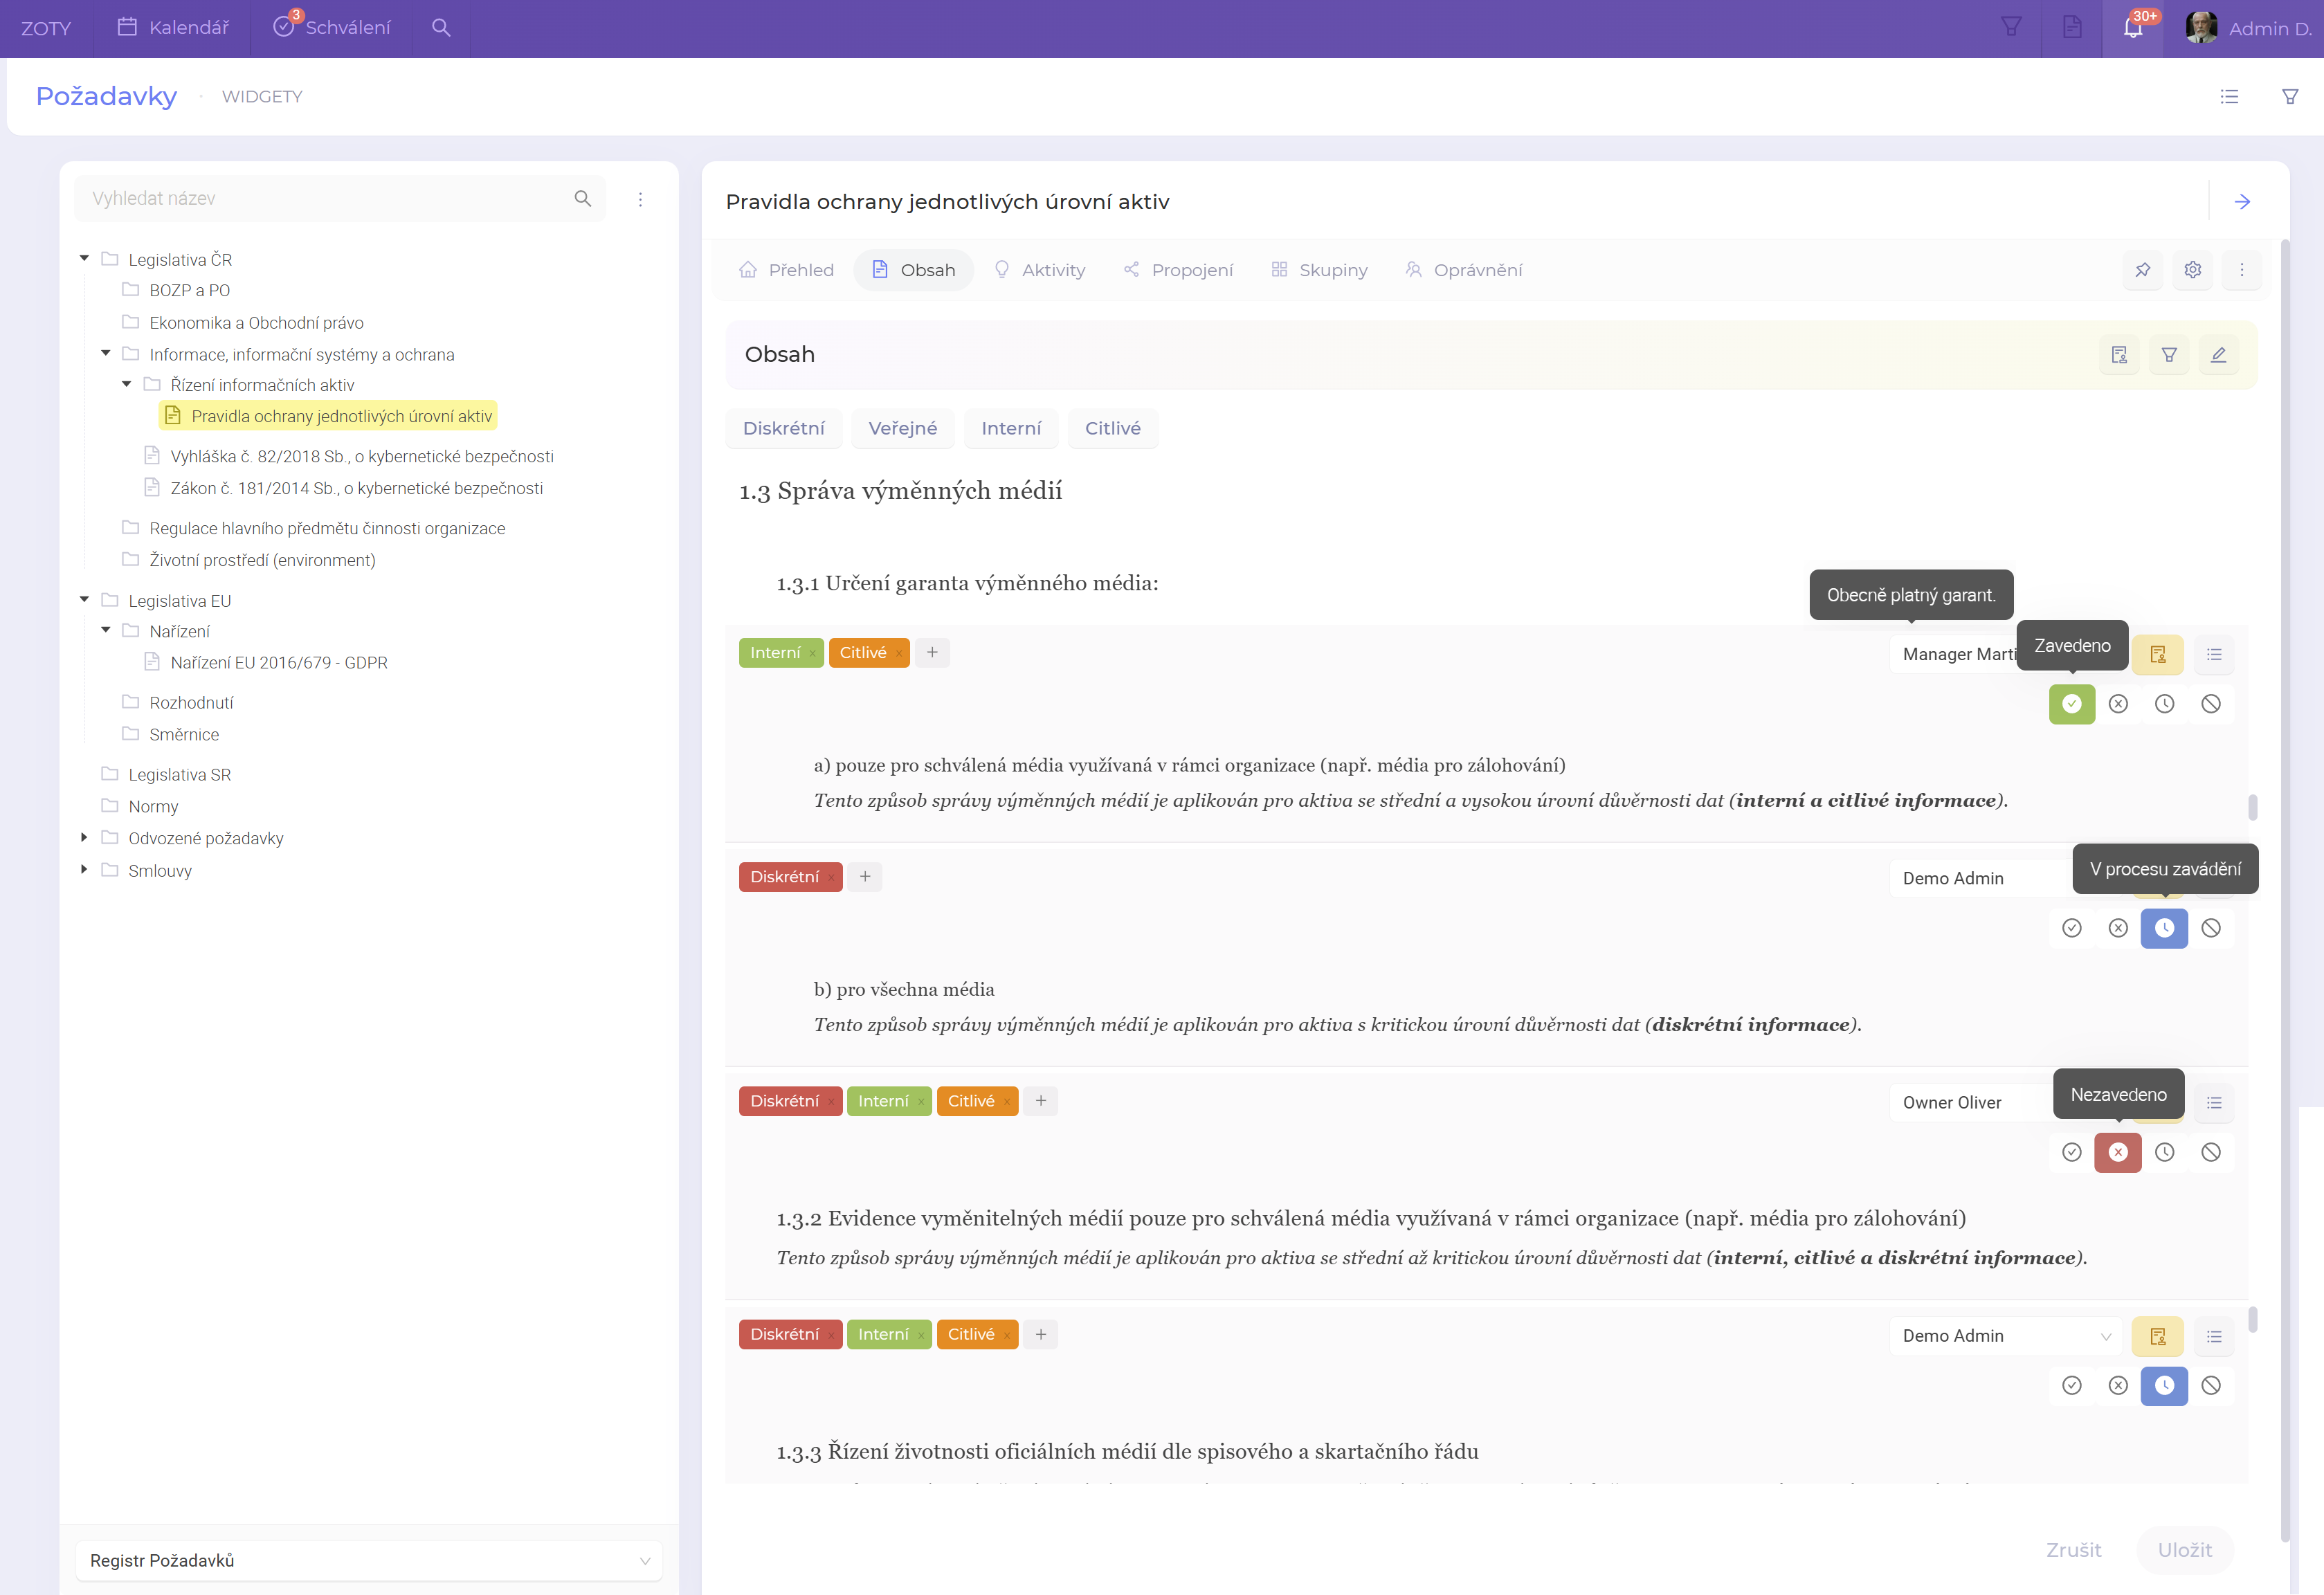 ZOTY
Kalendář
3
Schválení
30+
Admin D.
Požadavky
WIDGETY
Vyhledat název
Legislativa ČR
BOZP a PO
Ekonomika a Obchodní právo
Informace, informační systémy a ochrana
Řízení informačních aktiv
Pravidla ochrany jednotlivých úrovní aktiv
Vyhláška č. 82/2018 Sb., o kybernetické bezpečnosti
Zákon č. 181/2014 Sb., o kybernetické bezpečnosti
Regulace hlavního předmětu činnosti organizace
Životní prostředí (environment)
Legislativa EU
Nařízení
Nařízení EU 2016/679 - GDPR
Rozhodnutí
Směrnice
Legislativa SR
Normy
Odvozené požadavky
Smlouvy
Registr Požadavků
Pravidla ochrany jednotlivých úrovní aktiv
Přehled
Obsah
Aktivity
Propojení
Skupiny
Oprávnění
Obsah
Diskrétní
Veřejné
Interní
Citlivé
1.3 Správa výměnných médií
1.3.1 Určení garanta výměnného média:
Obecně platný garant.
Interní x
Citlivé x
+
Manager Marti
Zavedeno
a) pouze pro schválená média využívaná v rámci organizace (např. média pro zálohování)
Tento způsob správy výměnných médií je aplikován pro aktiva se střední a vysokou úrovní důvěrnosti dat (interní a citlivé informace).
Diskrétní x
+
Demo Admin
V procesu zavádění
b) pro všechna média
Tento způsob správy výměnných médií je aplikován pro aktiva s kritickou úrovní důvěrnosti dat (diskrétní informace).
Diskrétní x
Interní x
Citlivé x
+
Owner Oliver
Nezavedeno
1.3.2 Evidence vyměnitelných médií pouze pro schválená média využívaná v rámci organizace (např. média pro zálohování)
Tento způsob správy výměnných médií je aplikován pro aktiva se střední až kritickou úrovní důvěrnosti dat (interní, citlivé a diskrétní informace).
Diskrétní x
Interní x
Citlivé x
+
Demo Admin
1.3.3 Řízení životnosti oficiálních médií dle spisového a skartačního řádu
Zrušit
Uložit